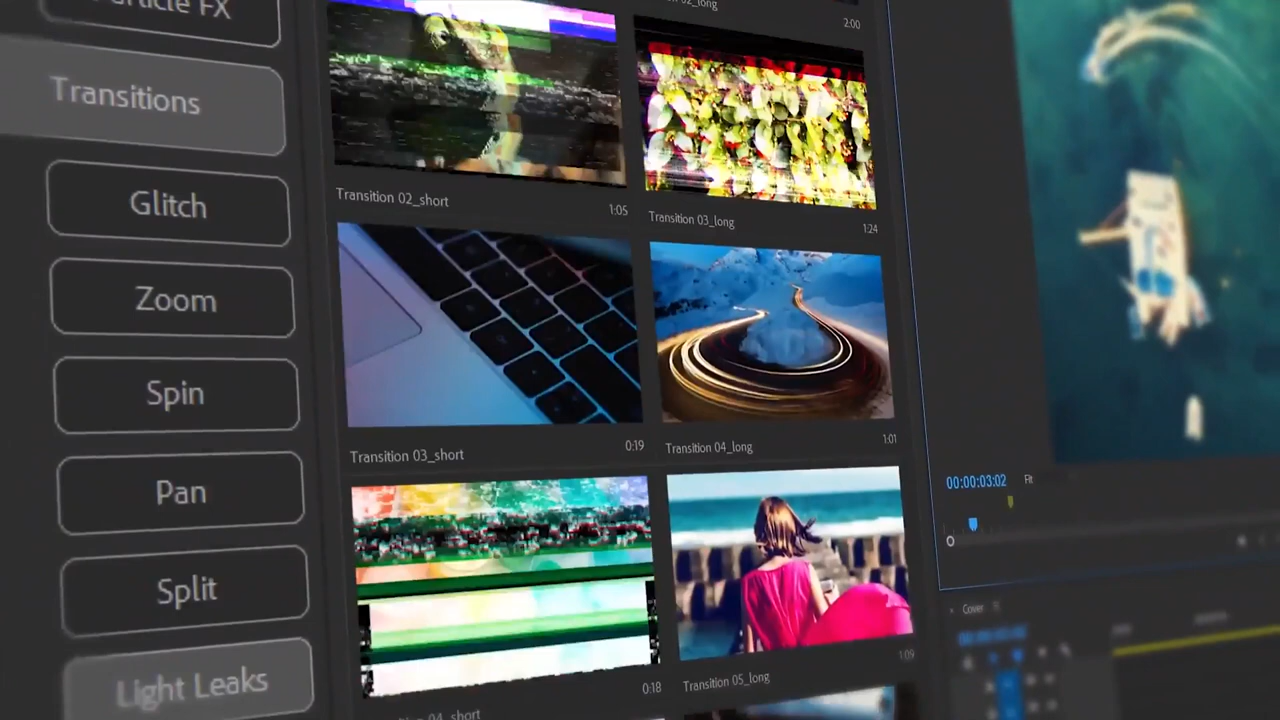 Particle FX
Transitions
Glitch
Zoom
Spin
Pan
Split
Light Leaks
02_long
2:00
Transition 02_short
1:05
Transition 03_long
1:24
Transition 03_short
0:19
Transition 04_long
1:01
0:18
Transition 05_long
1:09
04_short
00:00:03:02
Fit
Cover